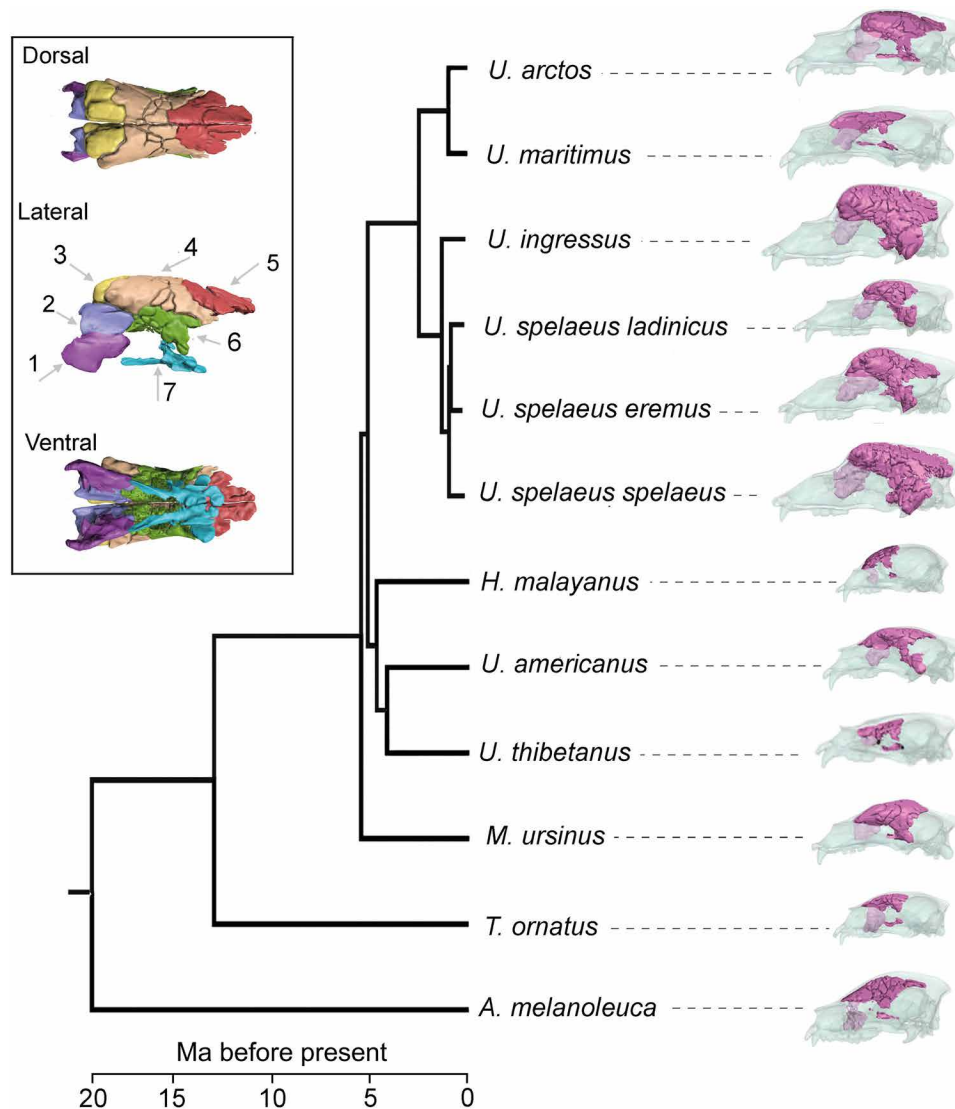 Dorsal
Lateral
3
4
5
2
6
1
7
Ventral
U. arctos
U. maritimus
U. ingressus
U. spelaeus ladinicus
U. spelaeus eremus
U. spelaeus spelaeus
H. malayanus
U. americanus
U. thibetanus
M. ursinus
T. ornatus
A. melanoleuca
Ma before present
20 15 10 5 0